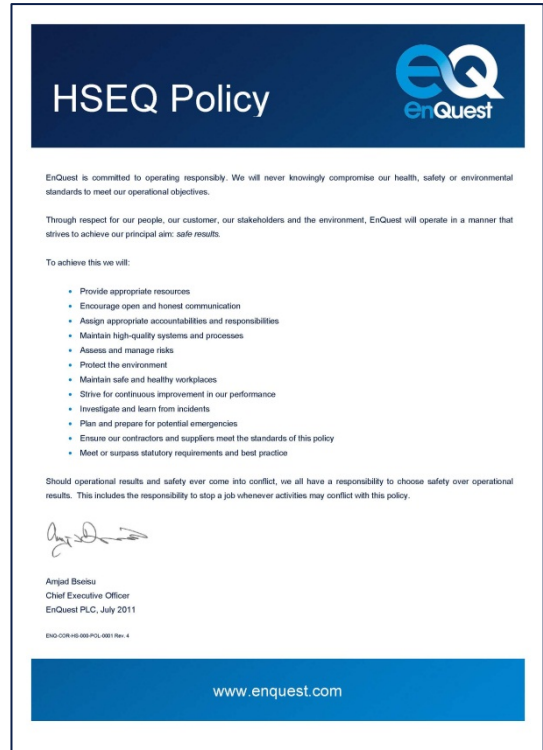 HSEQ Policy
EnQuest
EnQuest is committed to operating responsibly. We will never knowingly compromise our health, safety or environmental
standards to meet our operational objectives.
Through respect for our people, our customer, our stakeholders and the environment, EnQuest will operate in a manner that
strives to achieve our principal aim: safe results.
To achieve this we will:
• Provide appropriate resources
• Encourage open and honest communication
• Assign appropriate accountabilities and responsibilities
• Maintain high-quality systems and processes
• Assess and manage risks
• Protect the environment
• Maintain safe and healthy workplaces
• Strive for continuous improvement in our performance
• Investigate and learn from incidents
• Plan and prepare for potential emergencies
• Ensure our contractors and suppliers meet the standards of this policy
• Meet or surpass statutory requirements and best practice
Should operational results and safety ever come into conflict, we all have a responsibility to choose safety over operational
results. This includes the responsibility to stop a job whenever activities may conflict with this policy.
Amjad Bseisu
Chief Executive Officer
EnQuest PLC, July 2011
ENQ-COR-HS-000-POL-0001 Rev. 4
www.enquest.com